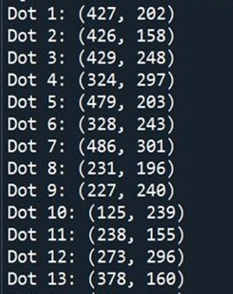 Dot 1: (427, 202)
Dot 2: (426, 158)
Dot 3: (429, 248)
Dot 4: (324, 297)
Dot 5: (479, 203)
Dot 6: (328, 243)
Dot 7: (486, 301)
Dot 8: (231, 196)
Dot 9: (227, 240)
Dot 10: (125, 239)
Dot 11: (238, 155)
Dot 12: (273, 296)
Dot 13: (378, 160)